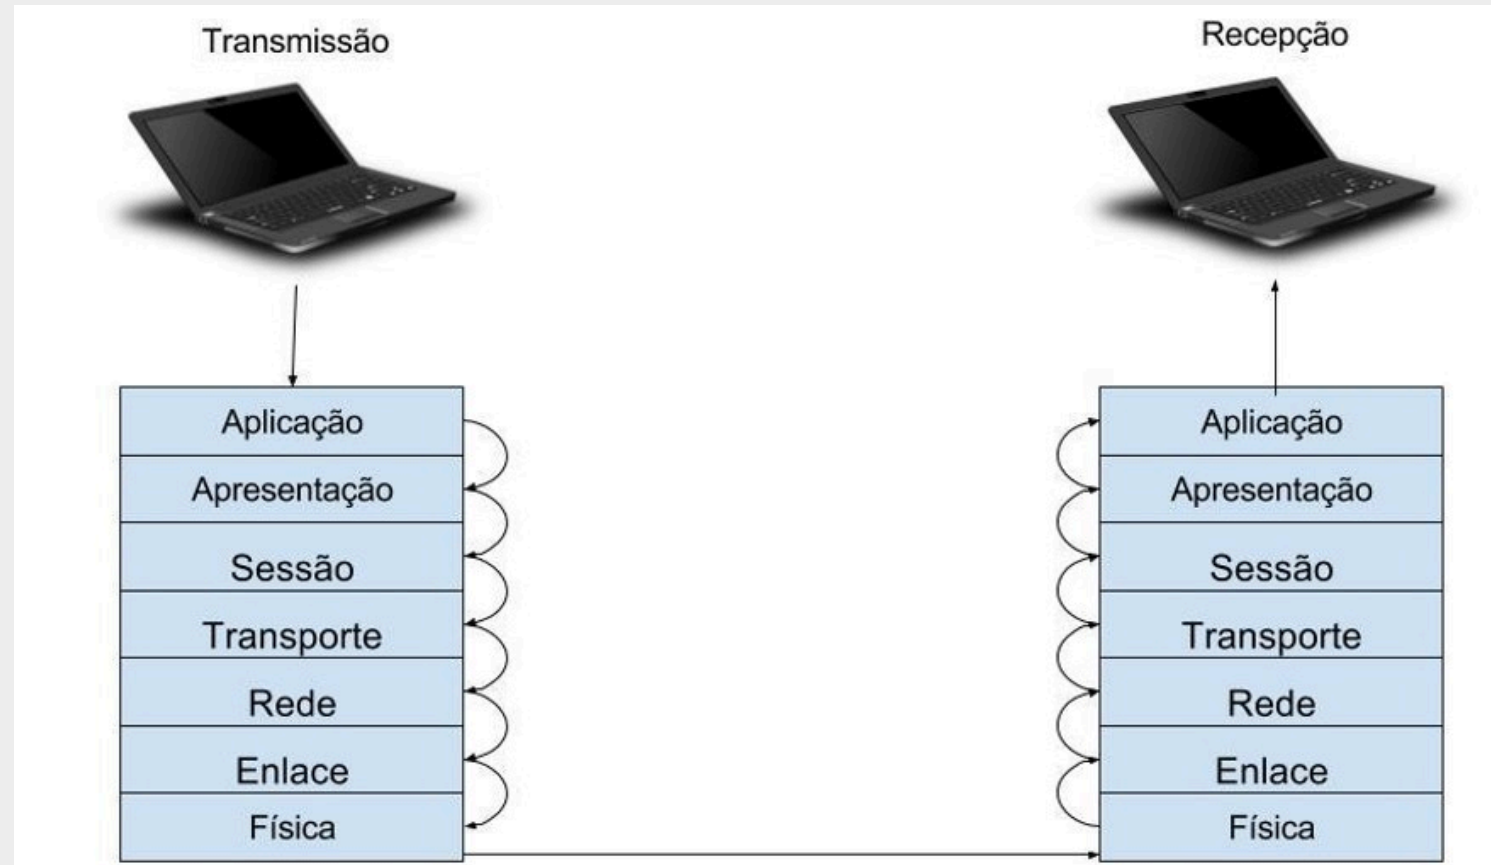 Transmissão
Recepção
Aplicação
Apresentação
Sessão
Transporte
Rede
Enlace
Física
Aplicação
Apresentação
Sessão
Transporte
Rede
Enlace
Física